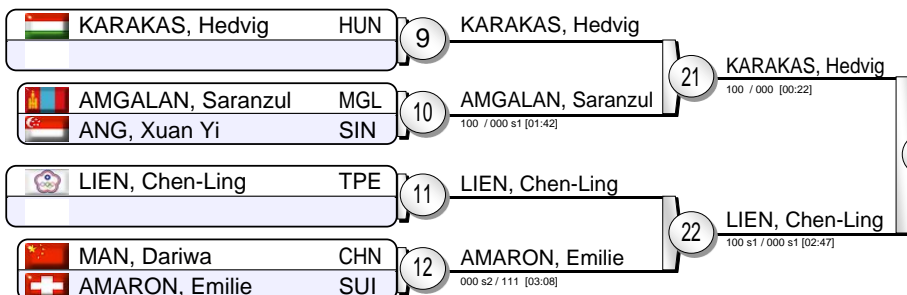 KARAKAS, Hedvig HUN
9
KARAKAS, Hedvig
AMGALAN, Saranzul MGL
ANG, Xuan Yi SIN
10
AMGALAN, Saranzul
100 / 000 s1 [01:42]
21
KARAKAS, Hedvig
100 / 000 [00:22]
LIEN, Chen-Ling TPE
11
LIEN, Chen-Ling
MAN, Dariwa CHN
AMARON, Emilie SUI
12
AMARON, Emilie
000 s2 / 111 [03:08]
22
LIEN, Chen-Ling
100 s1 / 000 s1 [02:47]